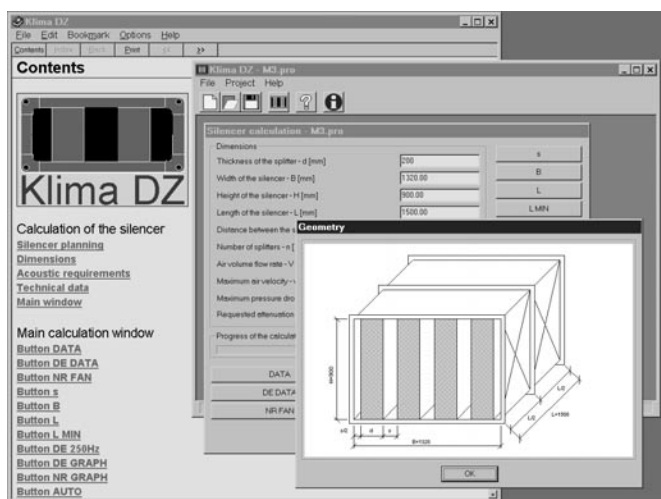 Klima DZ
File Edit Bookmark Options Help
Contents Index Back Print << >>
Contents
Klima DZ
Calculation of the silencer
Silencer planning
Dimensions
Acoustic requirements
Technical data
Main window
Main calculation window
Button DATA
Button DE DATA
Button NR FAN
Button s
Button B
Button L
Button L MIN
Button DE 250Hz
Button DE GRAPH
Button NR GRAPH
Button AUTO
Klima DZ - M3.pro
File Project Help
Silencer calculation - M3.pro
Dimensions
Thickness of the splitter - d [mm] 200
Width of the silencer - B [mm] 1320.00
Height of the silencer - H [mm] 900.00
Length of the silencer - L [mm] 1500.00
Distance between the s
Number of splitters - n [
Air volume flow rate - V
Maximum air velocity - v
Maximum pressure dro
Requested attenuation
Progress of the calculat
DATA
DE DATA
NR FAN
s
B
L
L MIN
Geometry
H=900
s/2 d s
B=1320
L/2
L/2
L=1500
OK